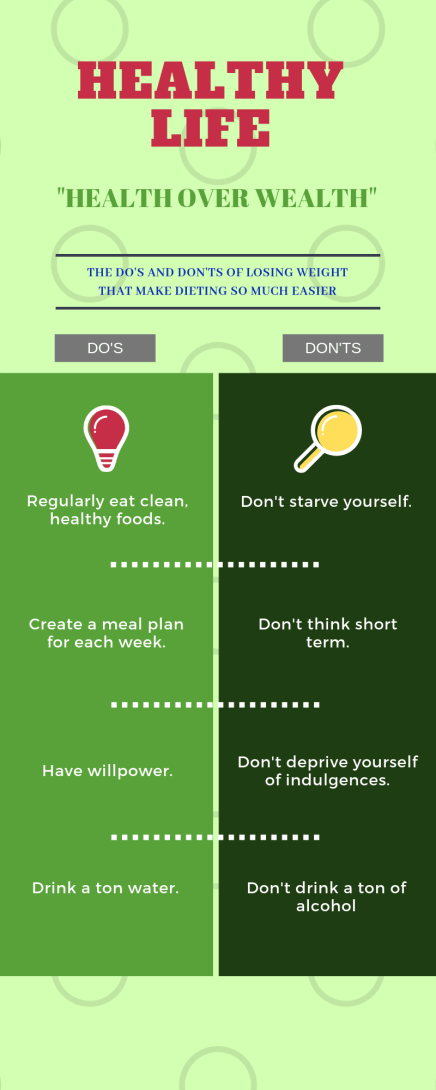 HEALTHY
LIFE
"HEALTH OVER WEALTH"
THE DO'S AND DON'TS OF LOSING WEIGHT
THAT MAKE DIETING SO MUCH EASIER
DO'S
DON'TS
Regularly eat clean,
healthy foods.
Don't starve yourself.
Create a meal plan
for each week.
Don't think short
term.
Have willpower.
Don't deprive yourself
of indulgences.
Drink a ton water.
Don't drink a ton of
alcohol